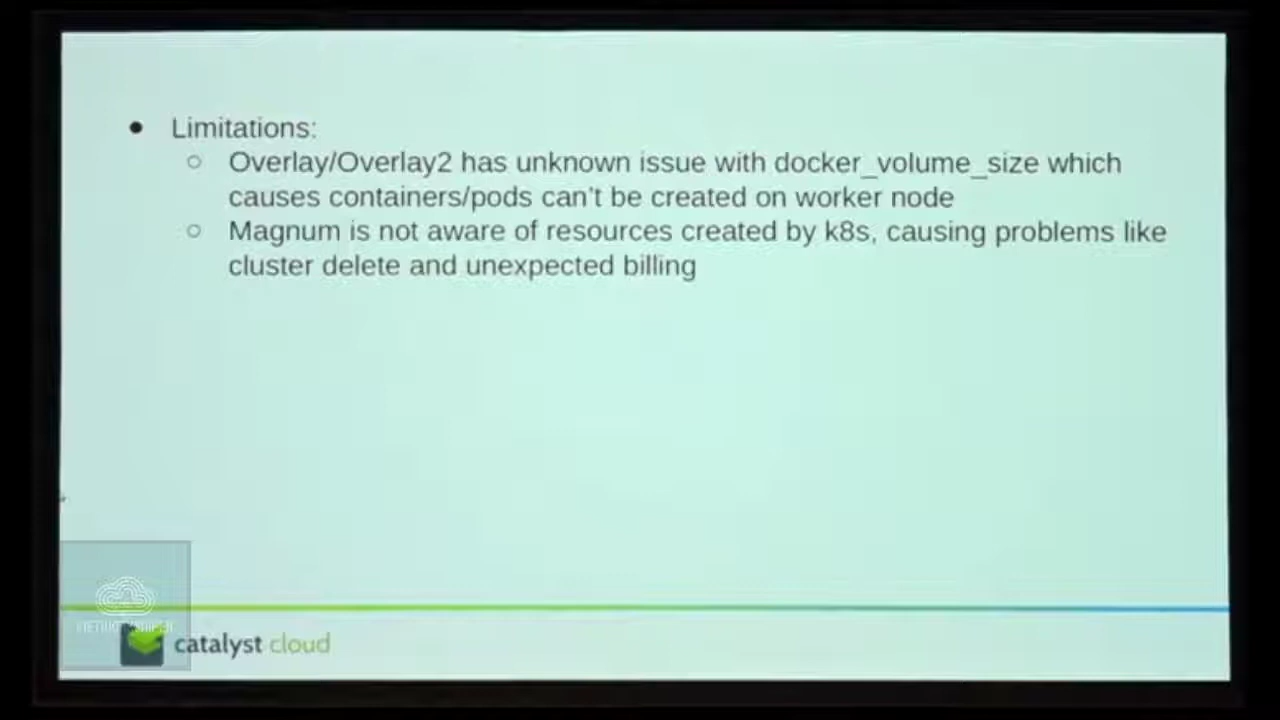 ● Limitations:
○ Overlay/Overlay2 has unknown issue with docker_volume_size which
causes containers/pods can't be created on worker node
○ Magnum is not aware of resources created by k8s, causing problems like
cluster delete and unexpected billing
catalyst cloud